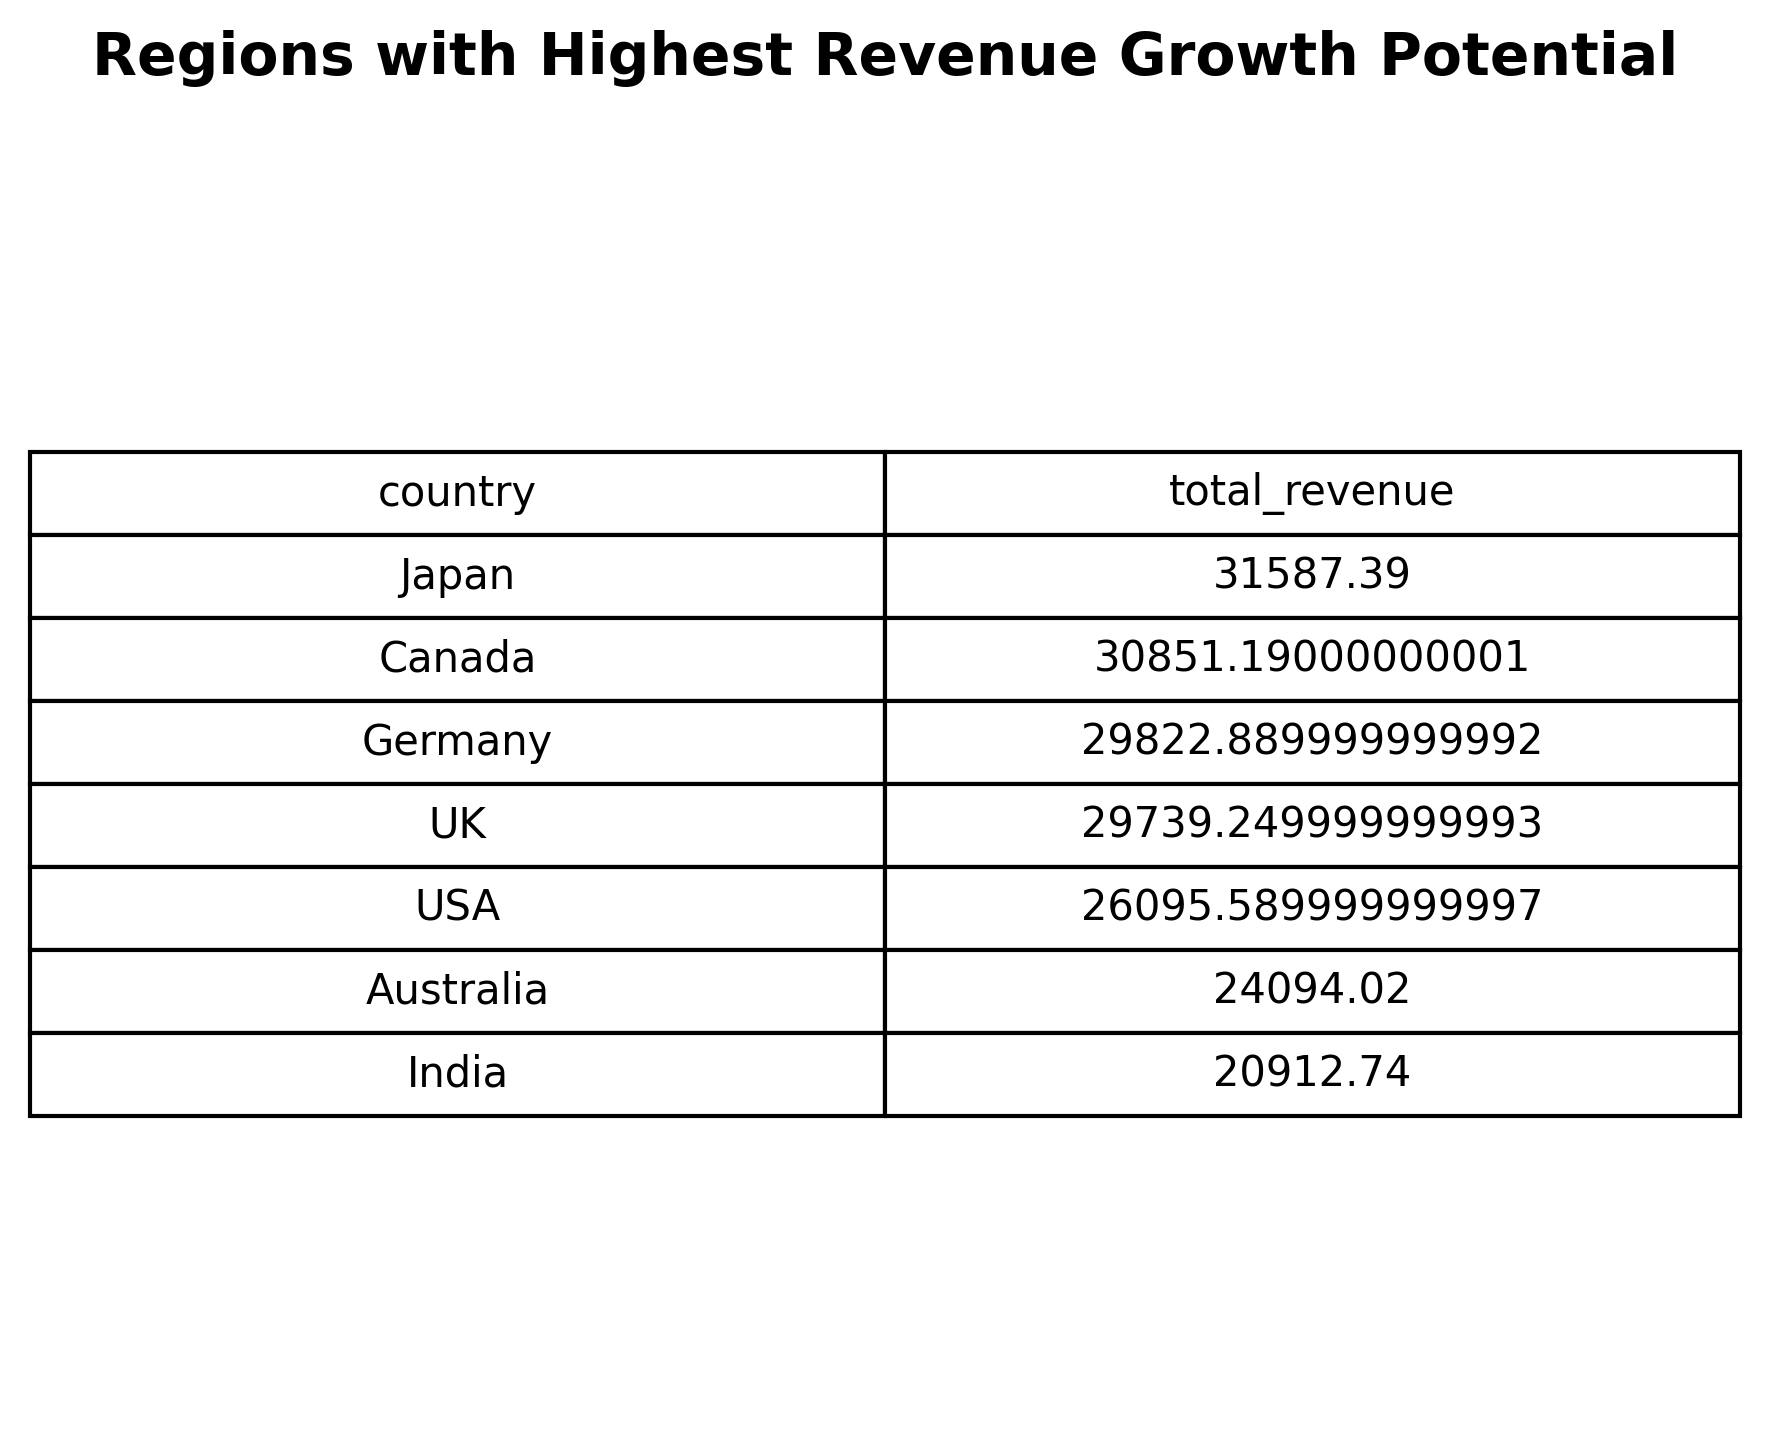 Regions with Highest Revenue Growth Potential
country total_revenue
Japan 31587.39
Canada 30851.19000000001
Germany 29822.889999999992
UK 29739.249999999993
USA 26095.589999999997
Australia 24094.02
India 20912.74